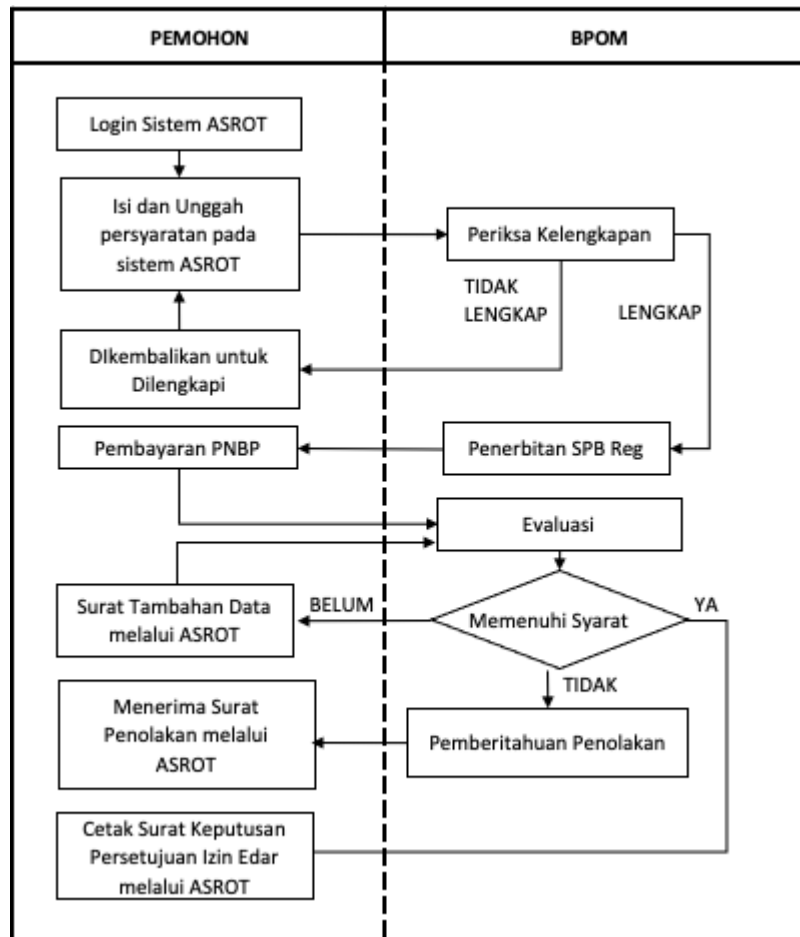 PEMOHON
BPOM
Login Sistem ASROT
Isi dan Unggah
persyaratan pada
sistem ASROT
Periksa Kelengkapan
TIDAK
LENGKAP
LENGKAP
DIkembalikan untuk
Dilengkapi
Pembayaran PNBP
Penerbitan SPB Reg
Evaluasi
Surat Tambahan Data
melalui ASROT
BELUM
Memenuhi Syarat
YA
TIDAK
Menerima Surat
Penolakan melalui
ASROT
Pemberitahuan Penolakan
Cetak Surat Keputusan
Persetujuan Izin Edar
melalui ASROT